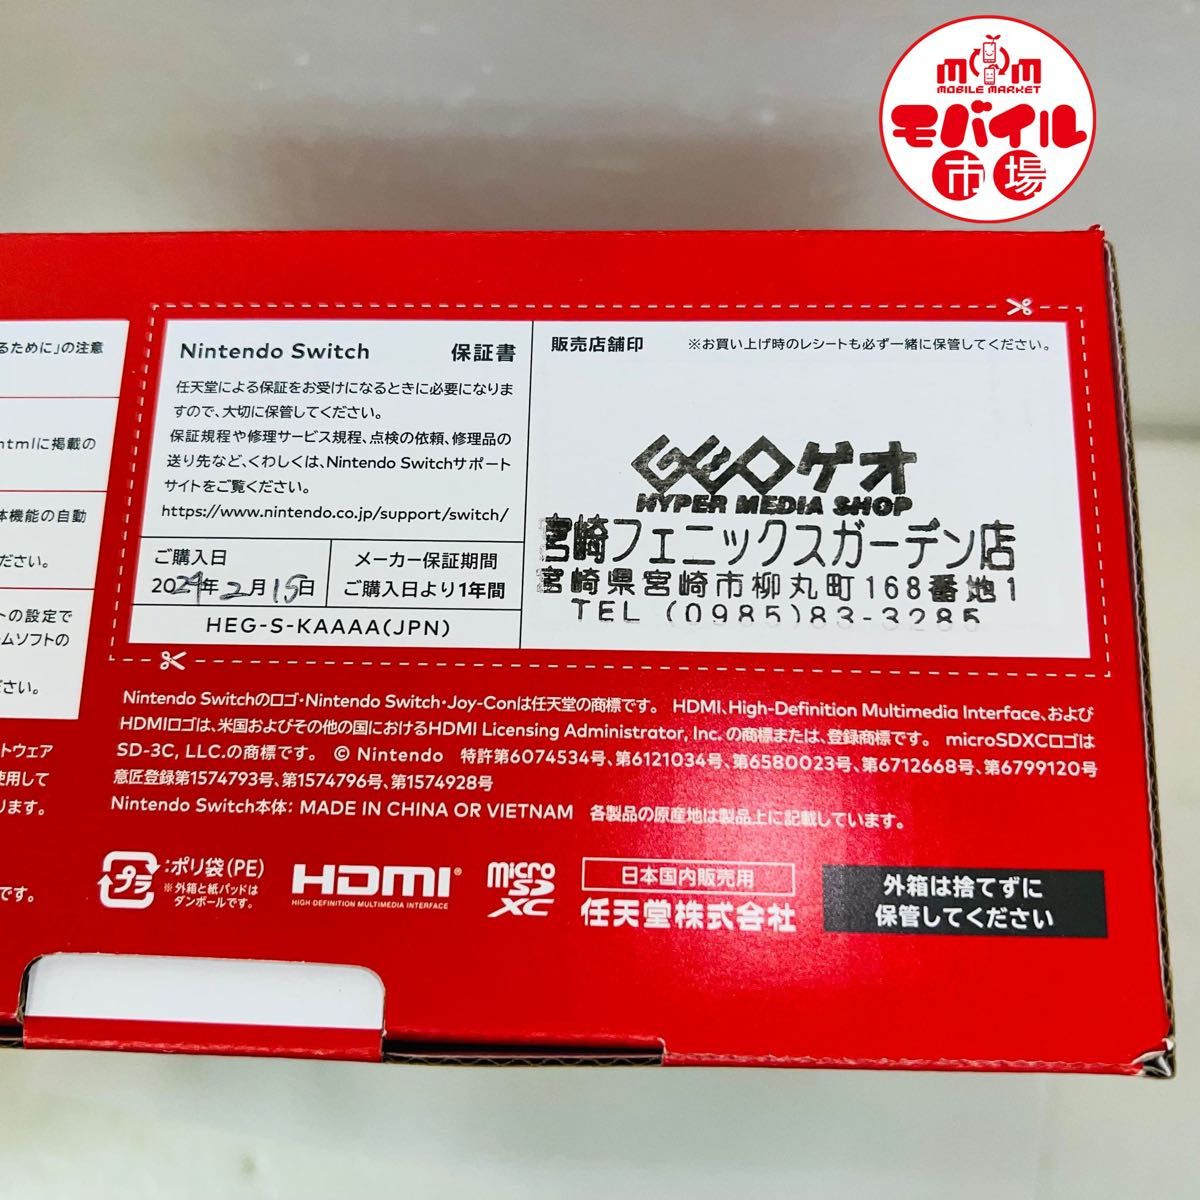 MOBILE MARKET
モバイル
市場
るために」の注意
htmlに掲載の
体機能の自動
ださい。
トの設定で
ームソフトの
ださい。
トウェア
使用して
ります。
です。
Nintendo Switch 保証書
任天堂による保証をお受けになるときに必要になりま
すので、大切に保管してください。
保証規程や修理サービス規程、点検の依頼、修理品の
送り先など、くわしくは、Nintendo Switchサポート
サイトをご覧ください。
https://www.nintendo.co.jp/support/switch/
ご購入日
2024年2月15日
メーカー保証期間
ご購入日より1年間
HEG-S-KAAAA(JPN)
販売店舗印 ※お買い上げ時のレシートも必ず一緒に保管してください。
GEOゲオ
HYPER MEDIA SHOP
宮崎フェニックスガーデン店
宮崎県宮崎市柳丸町168番地1
TEL (0985)83-3285
Nintendo Switchのロゴ・Nintendo Switch・Joy-Conは任天堂の商標です。 HDMI、High-Definition Multimedia Interface、および
HDMIロゴは、米国およびその他の国におけるHDMI Licensing Administrator, Inc. の商標または、登録商標です。 microSDXCロゴは
SD-3C, LLC.の商標です。 © Nintendo 特許第6074534号、第6121034号、第6580023号、第6712668号、第6799120号
意匠登録第1574793号、第1574796号、第1574928号
Nintendo Switch本体: MADE IN CHINA OR VIETNAM 各製品の原産地は製品上に記載しています。
プラ
:ポリ袋(PE)
※外箱と紙パッドは
ダンボールです。
HDMI
HIGH-DEFINITION MULTIMEDIA INTERFACE
micro
SD
XC
日本国内販売用
任天堂株式会社
外箱は捨てずに
保管してください